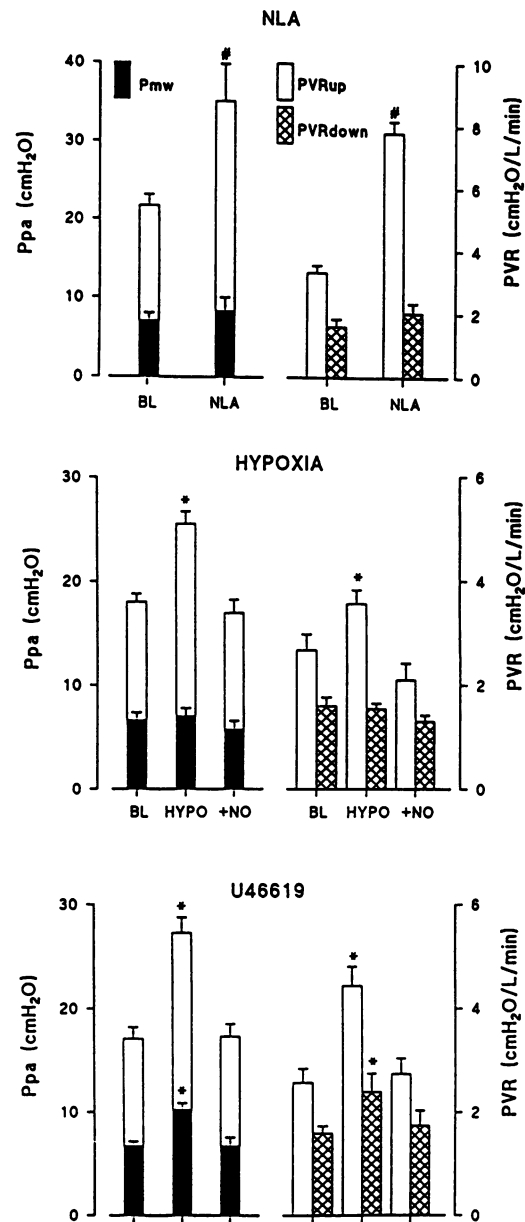 NLA
Pmw
PVRup
PVRdown
Ppa (cmH₂O)
40
30
20
10
0
PVR (cmH₂O/L/min)
10
8
6
4
2
0
#
#
BL NLA
BL NLA
HYPOXIA
Ppa (cmH₂O)
30
20
10
0
PVR (cmH₂O/L/min)
6
4
2
0
*
*
BL HYPO +NO
BL HYPO +NO
U46619
Ppa (cmH₂O)
30
20
10
0
PVR (cmH₂O/L/min)
6
4
2
0
*
*
*
*